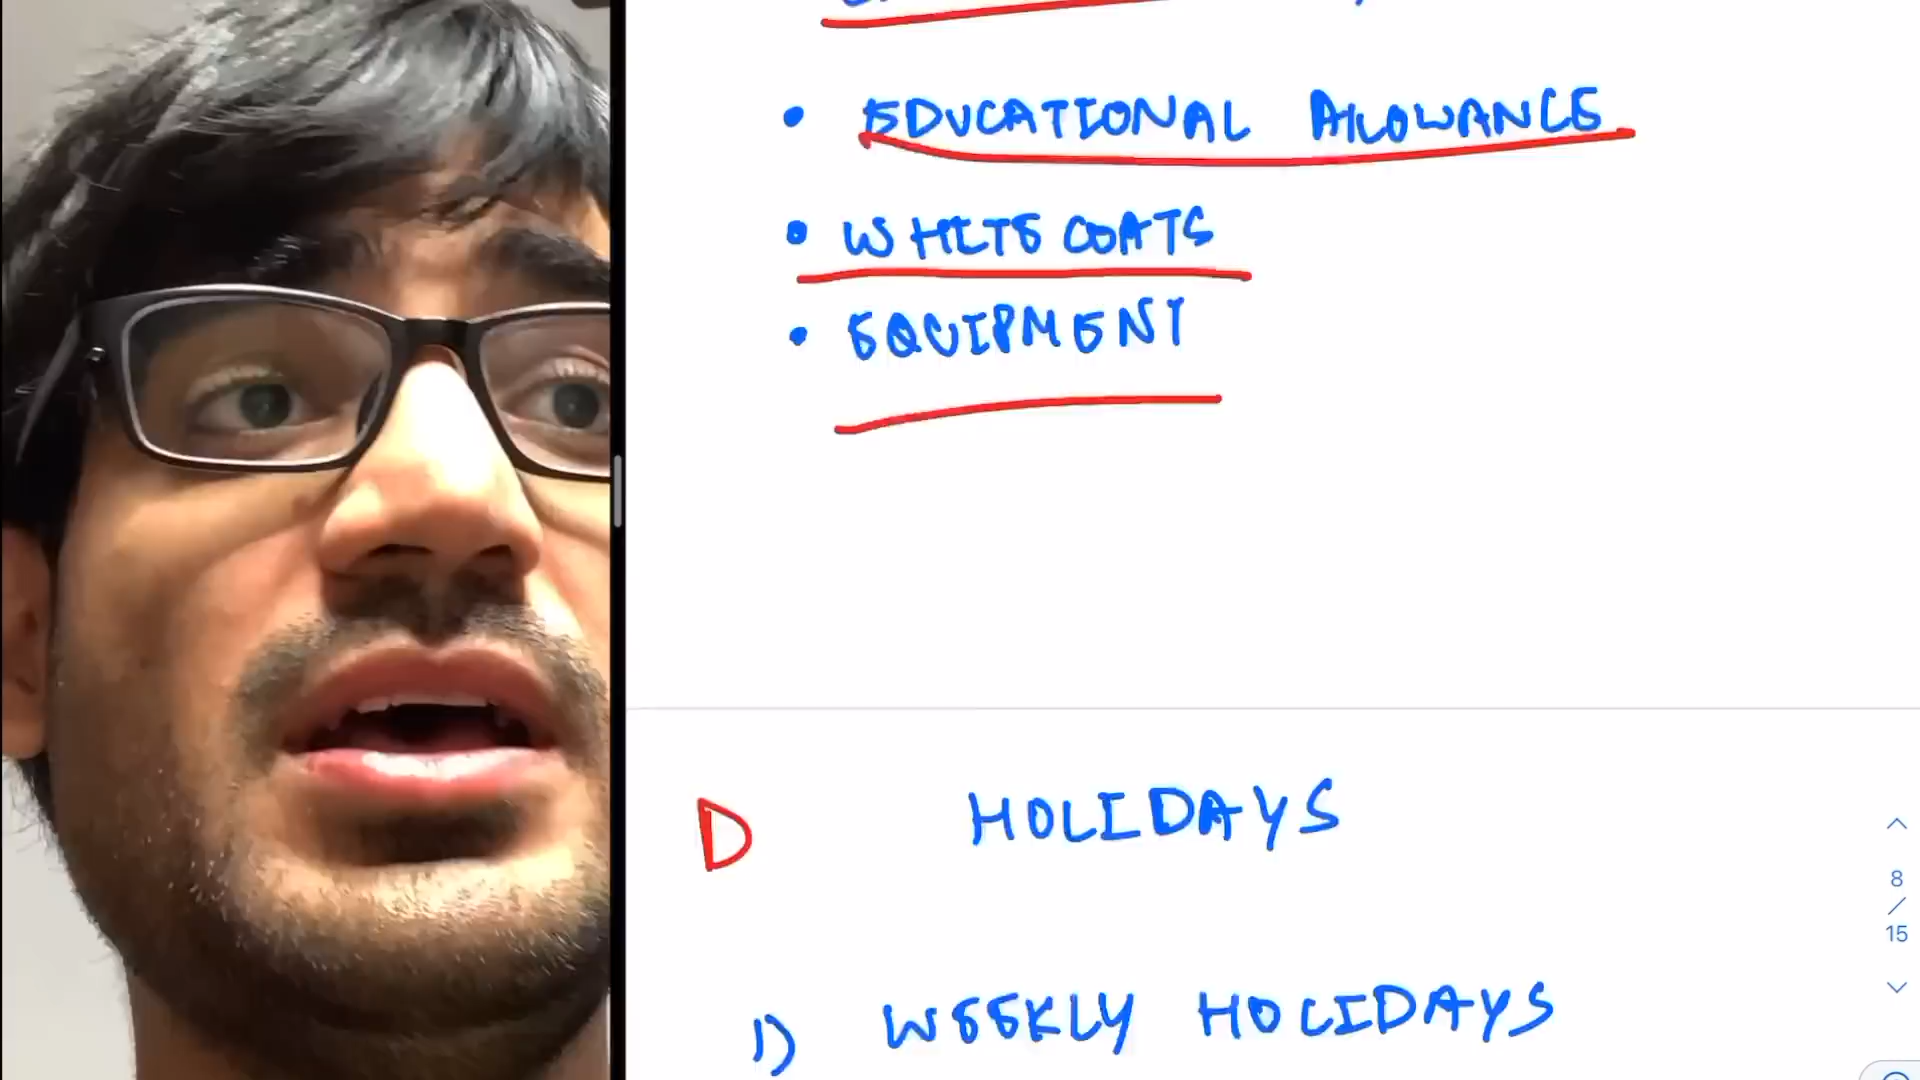 • EDUCATIONAL ALLOWANCE
• WHITE COATS
• EQUIPMENT
D HOLIDAYS
1) WEEKLY HOLIDAYS
8
/
15